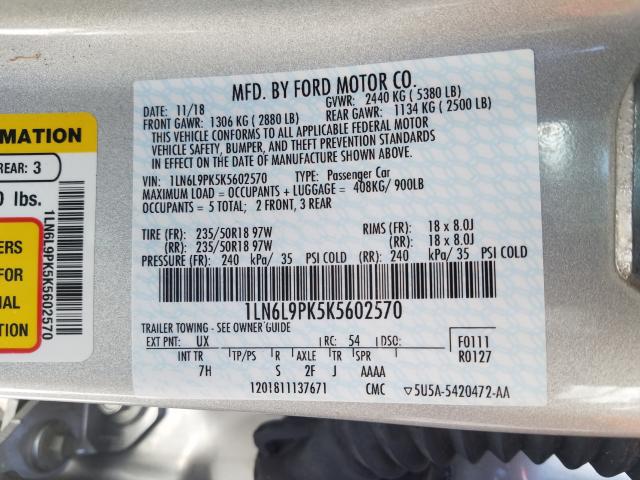 MFD. BY FORD MOTOR CO.
DATE: 11/18 GVWR: 2440 KG ( 5380 LB)
FRONT GAWR: 1306 KG ( 2880 LB) REAR GAWR: 1134 KG ( 2500 LB)
THIS VEHICLE CONFORMS TO ALL APPLICABLE FEDERAL MOTOR
VEHICLE SAFETY, BUMPER, AND THEFT PREVENTION STANDARDS
IN EFFECT ON THE DATE OF MANUFACTURE SHOWN ABOVE.
VIN: 1LN6L9PK5K5602570 TYPE: Passenger Car
MAXIMUM LOAD = OCCUPANTS + LUGGAGE = 408KG/ 900LB
OCCUPANTS = 5 TOTAL; 2 FRONT, 3 REAR
TIRE (FR): 235/50R18 97W RIMS (FR): 18 x 8.0J
(RR): 235/50R18 97W (RR): 18 x 8.0J
PRESSURE (FR): 240 kPa/ 35 PSI COLD (RR): 240 kPa/ 35 PSI COLD
1LN6L9PK5K5602570
TRAILER TOWING - SEE OWNER GUIDE
EXT PNT: UX RC: 54 DSO: F0111
INT TR TP/PS R AXLE TR SPR R0127
7H S 2F J AAAA
1201811137671 CMC 5U5A-5420472-AA
RMATION
REAR: 3
0 lbs.
ERS
FIC
NAL
TION
1LN6L9PK5K5602570